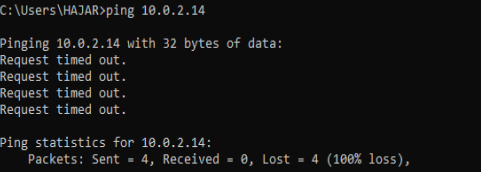 C:\Users\HAJAR>ping 10.0.2.14
Pinging 10.0.2.14 with 32 bytes of data:
Request timed out.
Request timed out.
Request timed out.
Request timed out.
Ping statistics for 10.0.2.14:
Packets: Sent = 4, Received = 0, Lost = 4 (100% loss),